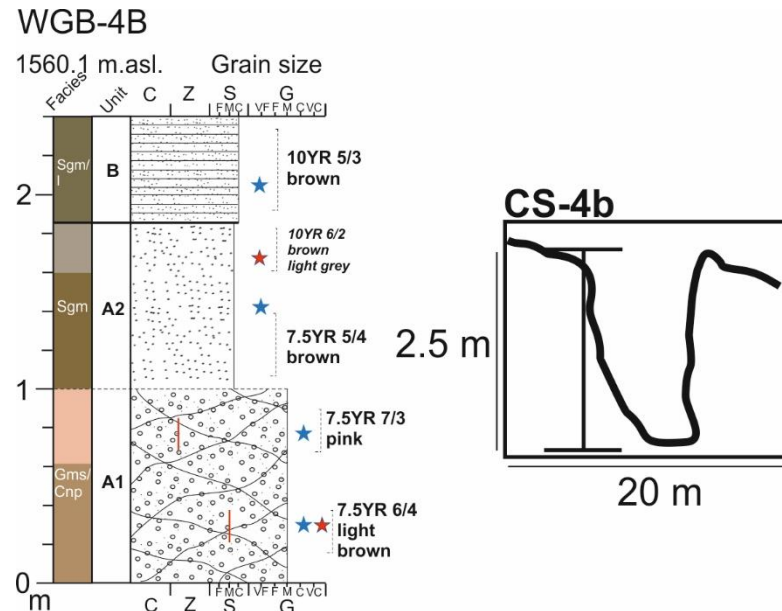 WGB-4B
1560.1 m.asl. Grain size
Facies Unit C Z S G
F M C VF F M C VC
Sgm/
l
B
10YR 5/3
brown
2
10YR 6/2
brown
light grey
Sgm
A2
7.5YR 5/4
brown
1
7.5YR 7/3
pink
Gms/
Cnp
A1
7.5YR 6/4
light
brown
0
m
F M C VF F M C VC
C Z S G
CS-4b
2.5 m
20 m